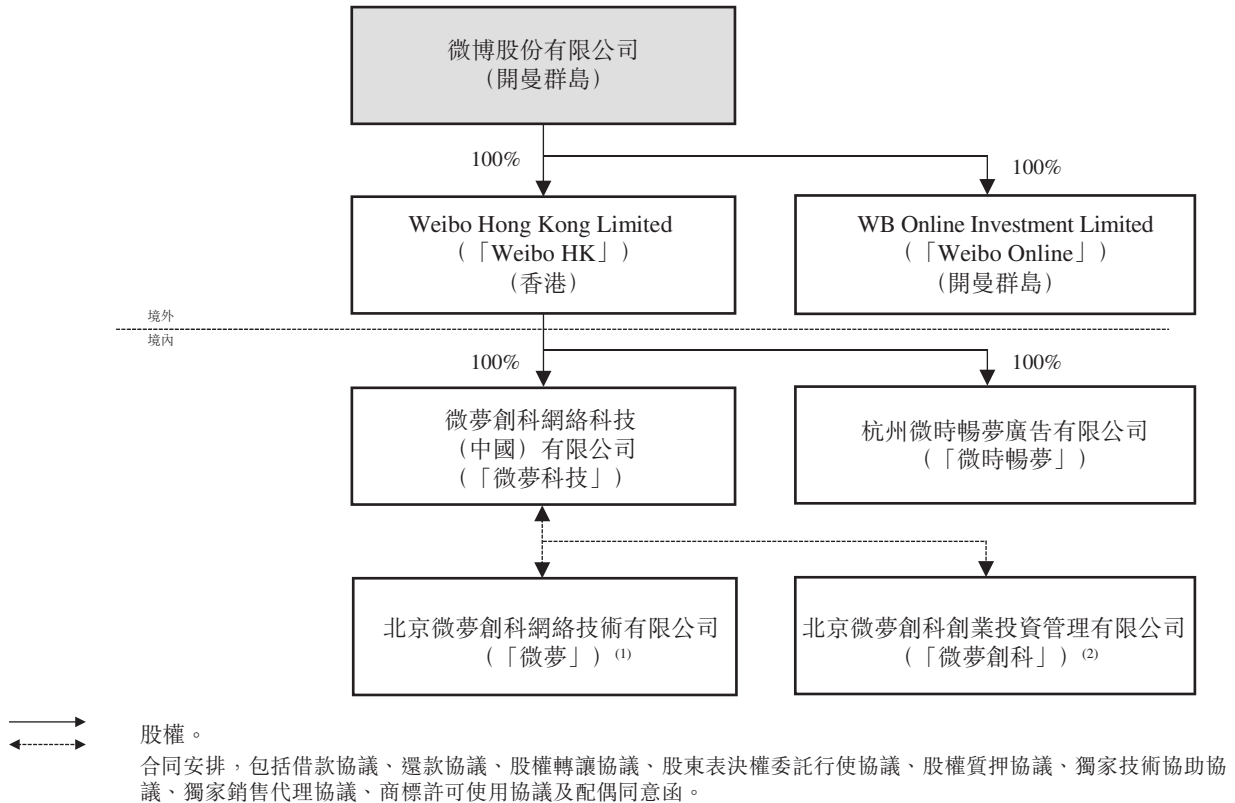 微博股份有限公司
（開曼群島）
100%
100%
Weibo Hong Kong Limited
（「Weibo HK」）
（香港）
WB Online Investment Limited
（「Weibo Online」）
（開曼群島）
境外
境內
100%
100%
微夢創科網絡科技
（中國）有限公司
（「微夢科技」）
杭州微時暢夢廣告有限公司
（「微時暢夢」）
北京微夢創科網絡技術有限公司
（「微夢」）(1)
北京微夢創科創業投資管理有限公司
（「微夢創科」）(2)
股權。
合同安排，包括借款協議、還款協議、股權轉讓協議、股東表決權委託行使協議、股權質押協議、獨家技術協助協
議、獨家銷售代理協議、商標許可使用協議及配偶同意函。